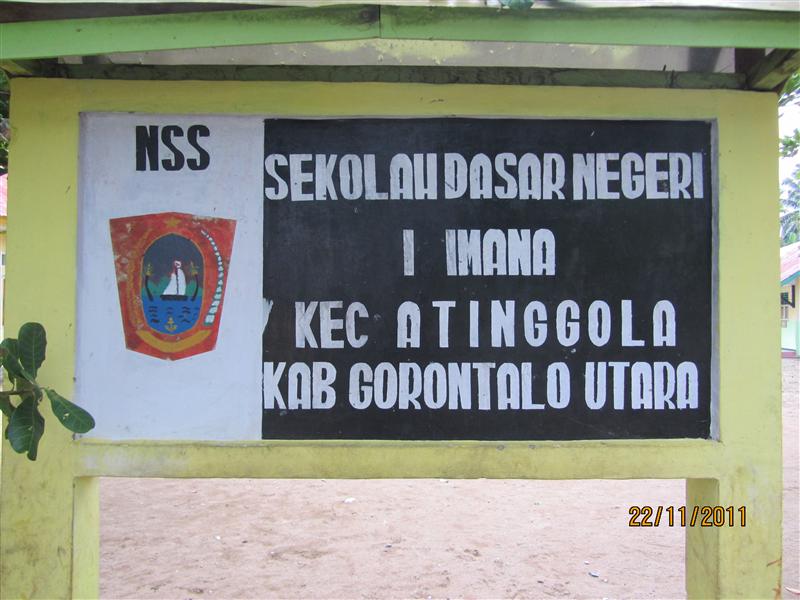 NSS
SEKOLAH DASAR NEGERI
I IMANA
KEC ATINGGOLA
KAB GORONTALO UTARA
22/11/2011